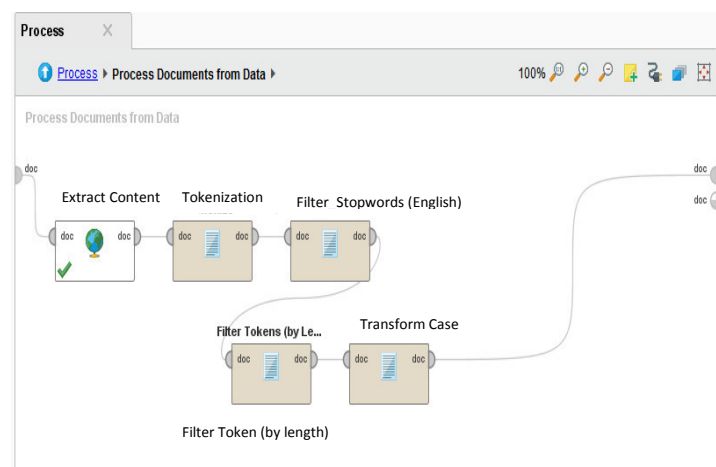 Process
Process Process Documents from Data
100%
Process Documents from Data
doc
doc
doc
Extract Content Tokenization Filter Stopwords (English)
doc doc doc doc doc doc
Filter Tokens (by Le... Transform Case
doc doc doc doc
Filter Token (by length)